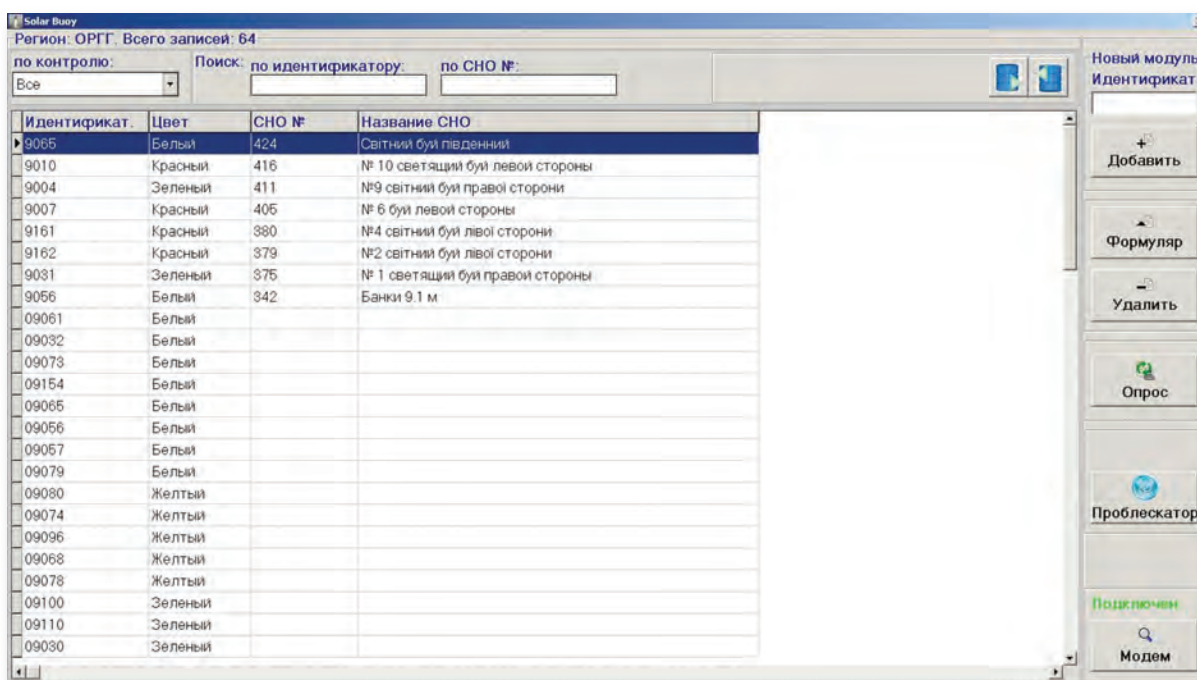 Solar Buoy
Регион: ОРГГ. Всего записей: 64
по контролю:
Все
Поиск: по идентификатору: по СНО №:
Новый модуль
Идентификат
Идентификат. Цвет СНО № Название СНО
9065 Белый 424 Світний буй південний
9010 Красный 416 № 10 светящий буй левой стороны
9004 Зеленый 411 №9 світний буй правої сторони
9007 Красный 405 № 6 буй левой стороны
9161 Красный 380 №4 світний буй лівої сторони
9162 Красный 379 №2 світний буй лівої сторони
9031 Зеленый 375 № 1 светящий буй правой стороны
9056 Белый 342 Банки 9.1 м
09061 Белый
09032 Белый
09073 Белый
09154 Белый
09065 Белый
09056 Белый
09057 Белый
09079 Белый
09080 Желтый
09074 Желтый
09096 Желтый
09068 Желтый
09078 Желтый
09100 Зеленый
09110 Зеленый
09030 Зеленый
Добавить
Формуляр
Удалить
Опрос
Проблескатор
Подключен
Модем